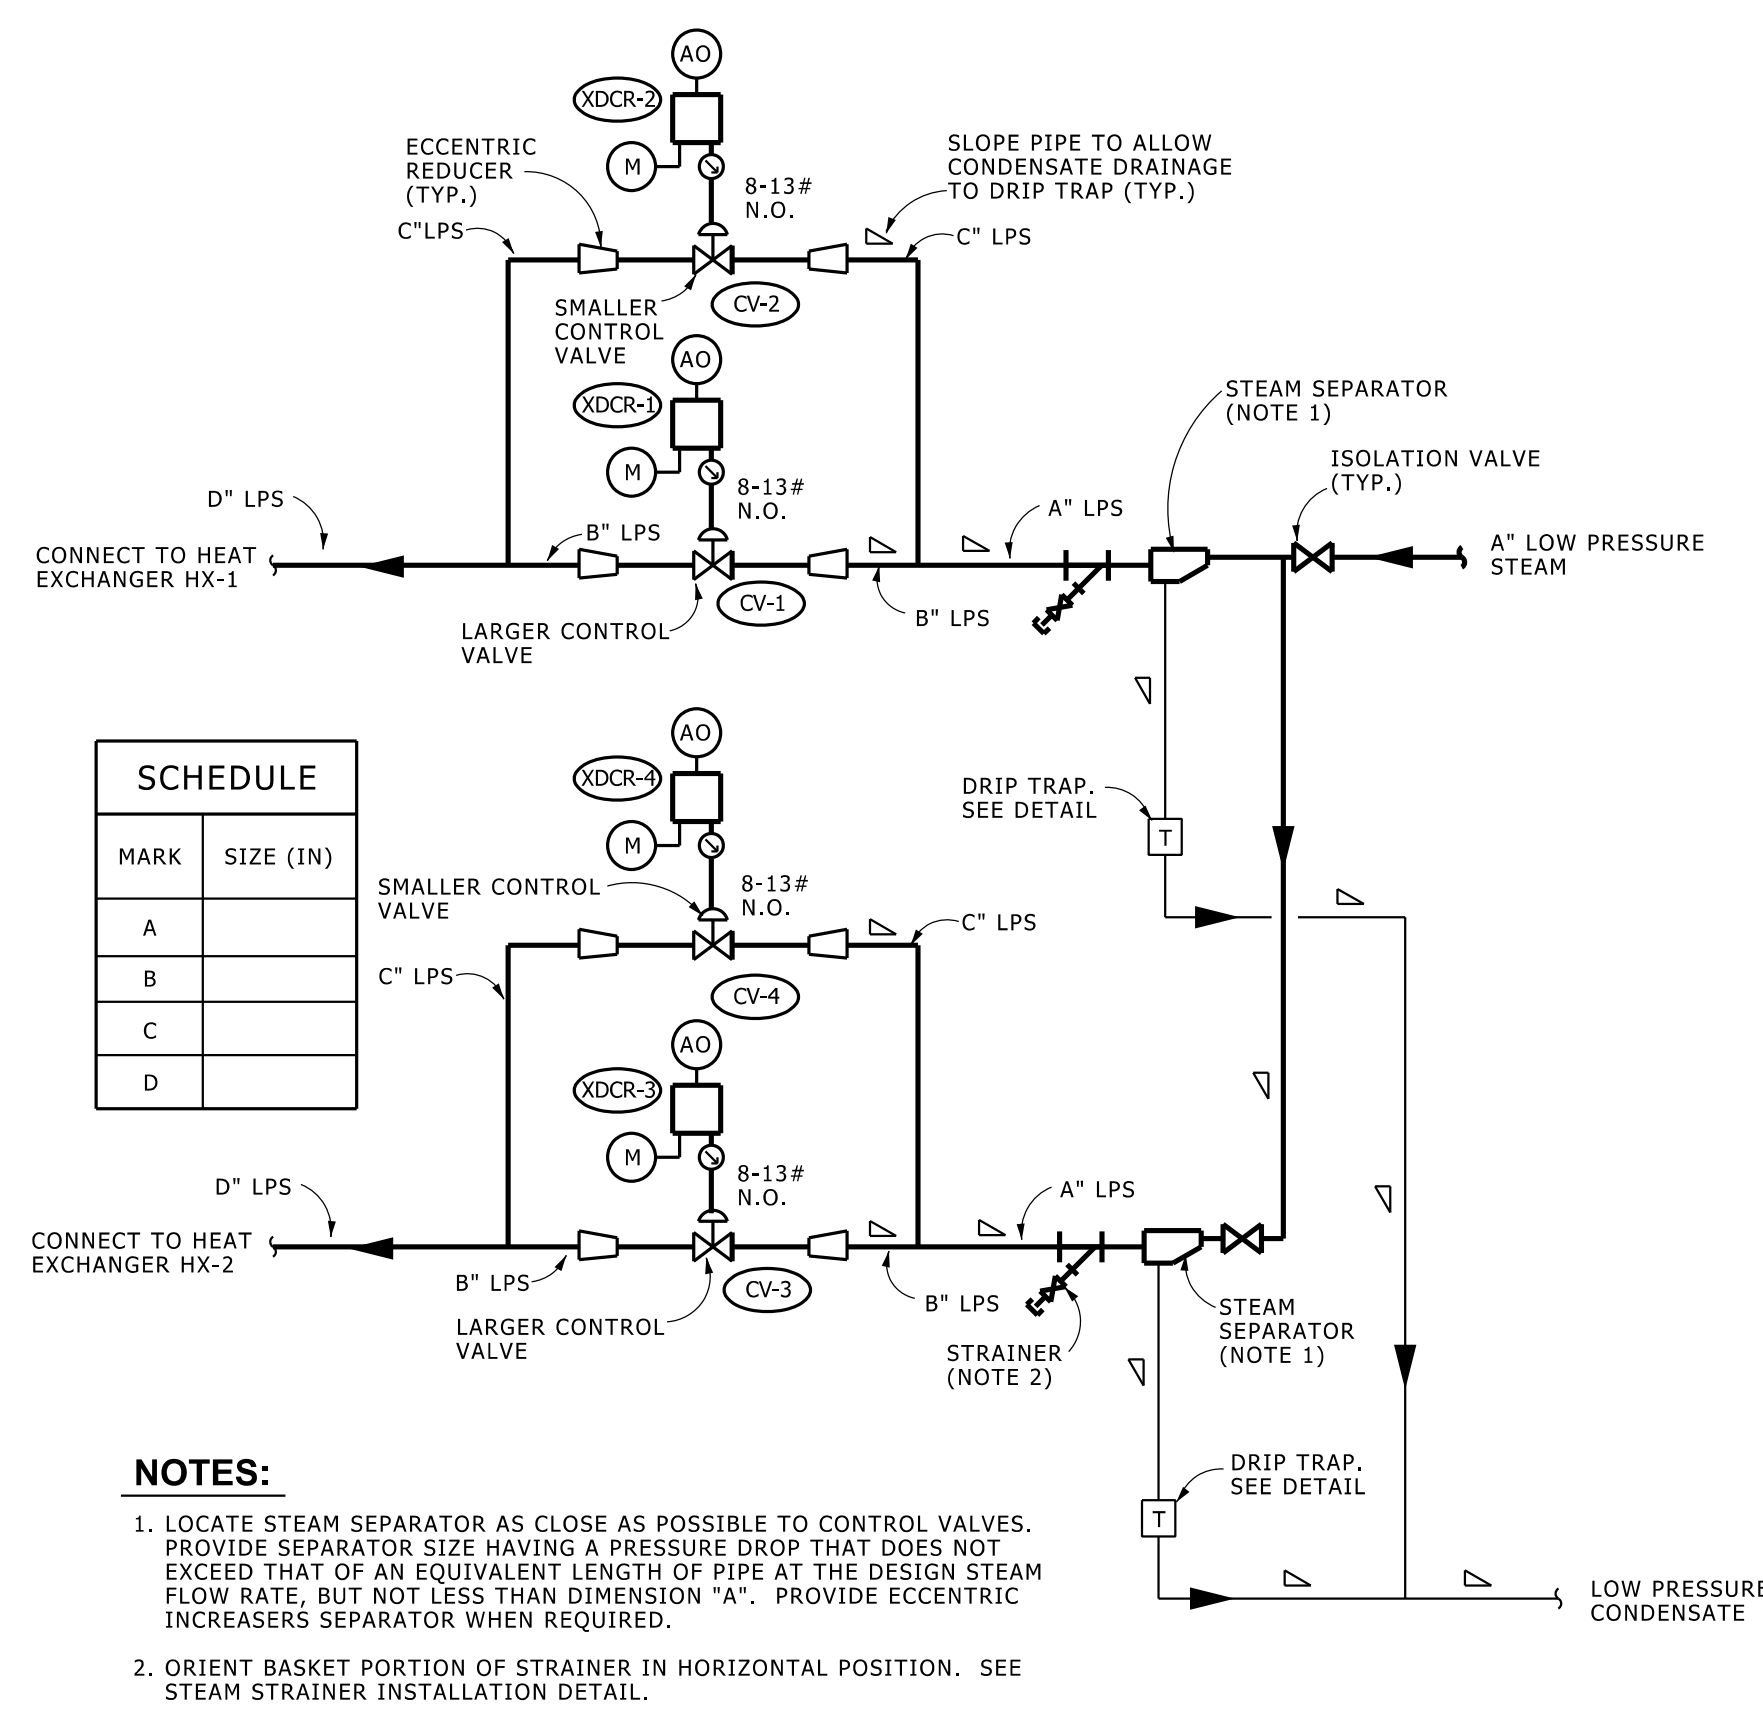 AO
XDCR-2
M
8-13#
N.O.
ECCENTRIC
REDUCER
(TYP.)
C"LPS
SLOPE PIPE TO ALLOW
CONDENSATE DRAINAGE
TO DRIP TRAP (TYP.)
C" LPS
SMALLER
CONTROL
VALVE
CV-2
AO
XDCR-1
M
8-13#
N.O.
STEAM SEPARATOR
(NOTE 1)
ISOLATION VALVE
(TYP.)
D" LPS
B" LPS
A" LPS
CONNECT TO HEAT
EXCHANGER HX-1
A" LOW PRESSURE
STEAM
CV-1
B" LPS
LARGER CONTROL
VALVE
SCHEDULE
MARK SIZE (IN)
A
B
C
D
AO
XDCR-4
M
8-13#
N.O.
DRIP TRAP.
SEE DETAIL
T
SMALLER CONTROL
VALVE
C" LPS
C" LPS
CV-4
AO
XDCR-3
M
8-13#
N.O.
D" LPS
A" LPS
CONNECT TO HEAT
EXCHANGER HX-2
B" LPS
CV-3
B" LPS
LARGER CONTROL
VALVE
STRAINER
(NOTE 2)
STEAM
SEPARATOR
(NOTE 1)
DRIP TRAP.
SEE DETAIL
T
LOW PRESSURE
CONDENSATE
NOTES:
1. LOCATE STEAM SEPARATOR AS CLOSE AS POSSIBLE TO CONTROL VALVES.
PROVIDE SEPARATOR SIZE HAVING A PRESSURE DROP THAT DOES NOT
EXCEED THAT OF AN EQUIVALENT LENGTH OF PIPE AT THE DESIGN STEAM
FLOW RATE, BUT NOT LESS THAN DIMENSION "A". PROVIDE ECCENTRIC
INCREASERS SEPARATOR WHEN REQUIRED.
2. ORIENT BASKET PORTION OF STRAINER IN HORIZONTAL POSITION. SEE
STEAM STRAINER INSTALLATION DETAIL.